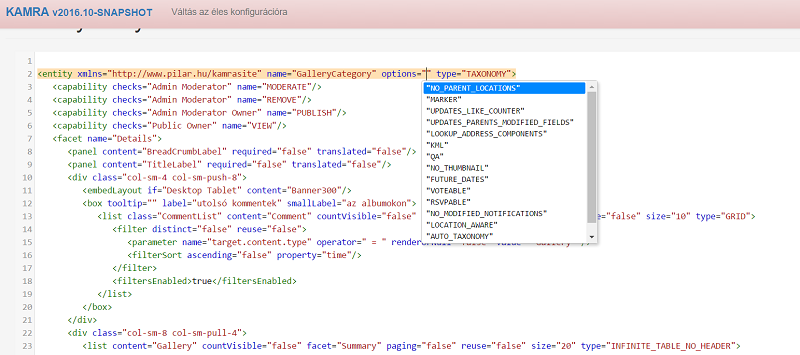 KAMRA v2016.10-SNAPSHOT Váltás az éles konfigurációra
1
2 <entity xmlns="http://www.pilar.hu/kamrasite" name="GalleryCategory" options="" type="TAXONOMY">
3 <capability checks="Admin Moderator" name="MODERATE"/>
4 <capability checks="Admin Moderator" name="REMOVE"/>
5 <capability checks="Admin Moderator Owner" name="PUBLISH"/>
6 <capability checks="Public Owner" name="VIEW"/>
7 <facet name="Details">
8 <panel content="BreadCrumbLabel" required="false" translated="false"/>
9 <panel content="TitleLabel" required="false" translated="false"/>
10 <div class="col-sm-4 col-sm-push-8">
11 <embedLayout if="Desktop Tablet" content="Banner300"/>
12 <box tooltip="" label="utolsó kommentek" smallLabel="az albumokon">
13 <list class="CommentList" content="Comment" countVisible="false" ="false" size="10" type="GRID">
14 <filter distinct="false" reuse="false">
15 <parameter name="target.content.type" operator=" = "
16 <filterSort ascending="false" property="time"/>
17 </filter>
18 <filtersEnabled>true</filtersEnabled>
19 </list>
20 </box>
21 </div>
22 <div class="col-sm-8 col-sm-pull-4">
23 <list content="Gallery" countVisible="false" facet="Summary" paging="false" reuse="false" size="20" type="INFINITE_TABLE_NO_HEADER">
"NO_PARENT_LOCATIONS"
"MARKER"
"UPDATES_LIKE_COUNTER"
"UPDATES_PARENTS_MODIFIED_FIELDS"
"LOOKUP_ADDRESS_COMPONENTS"
"KML"
"QA"
"NO_THUMBNAIL"
"FUTURE_DATES"
"VOTEABLE"
"RSVPABLE"
"NO_MODIFIED_NOTIFICATIONS"
"LOCATION_AWARE"
"AUTO_TAXONOMY"